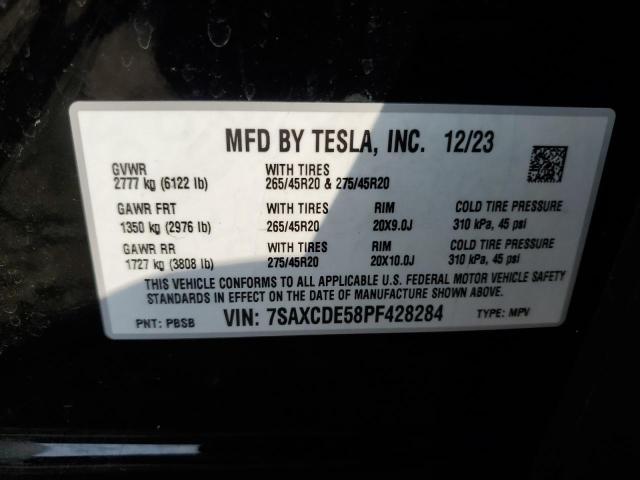 MFD BY TESLA, INC. 12/23
GVWR WITH TIRES
2777 kg (6122 lb) 265/45R20 & 275/45R20
GAWR FRT WITH TIRES RIM COLD TIRE PRESSURE
1350 kg (2976 lb) 265/45R20 20X9.0J 310 kPa, 45 psi
GAWR RR WITH TIRES RIM COLD TIRE PRESSURE
1727 kg (3808 lb) 275/45R20 20X10.0J 310 kPa, 45 psi
THIS VEHICLE CONFORMS TO ALL APPLICABLE U.S. FEDERAL MOTOR VEHICLE SAFETY
STANDARDS IN EFFECT ON THE DATE OF MANUFACTURE SHOWN ABOVE.
PNT: PBSB VIN: 7SAXCDE58PF428284 TYPE: MPV